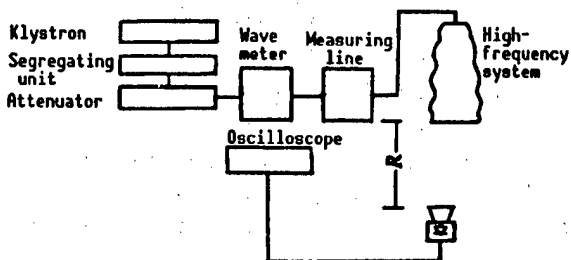 Klystron
Segregating
unit
Attenuator
Wave
meter
Measuring
line
High-
frequency
system
Oscilloscope
R